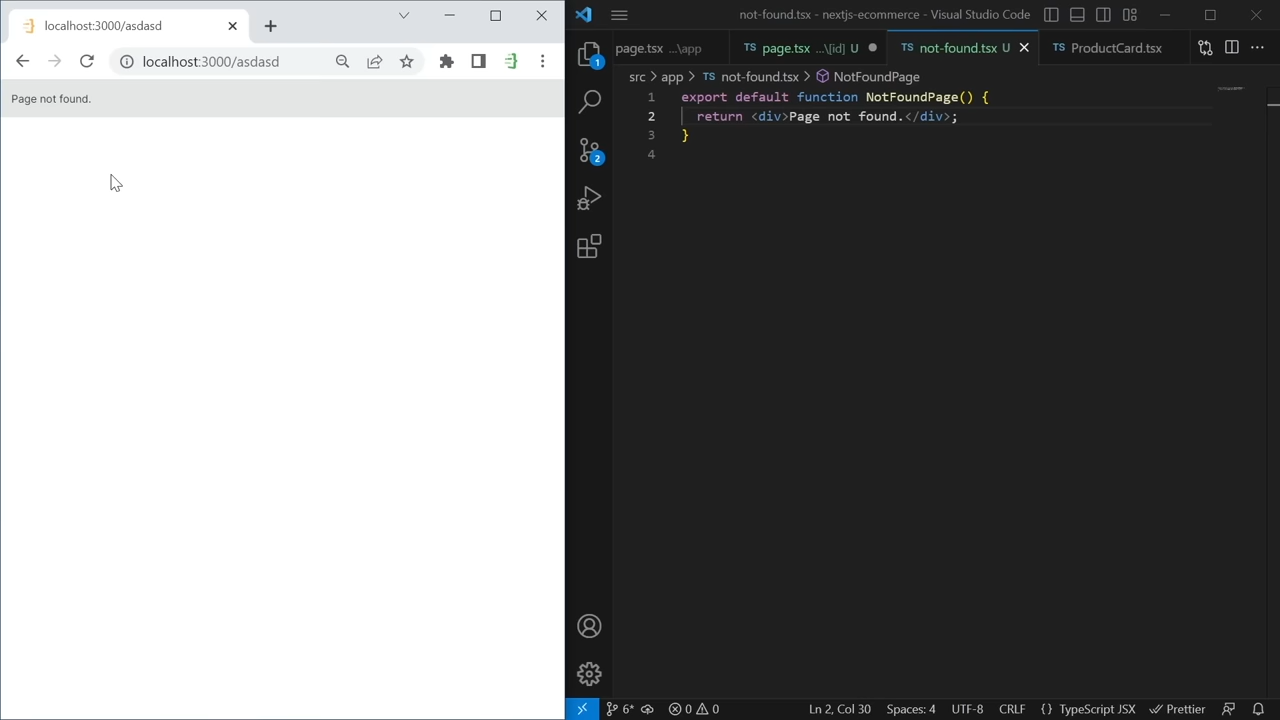 localhost:3000/asdasd
localhost:3000/asdasd
Page not found.
not-found.tsx - nextjs-ecommerce - Visual Studio Code
page.tsx ...\app
TS page.tsx ...\[id] U
TS not-found.tsx U
TS ProductCard.tsx
src > app > TS not-found.tsx > NotFoundPage
1 export default function NotFoundPage() {
2 return <div>Page not found.</div>;
3 }
4
1
2
6*
0
0
Ln 2, Col 30
Spaces: 4
UTF-8
CRLF
{} TypeScript JSX
Prettier